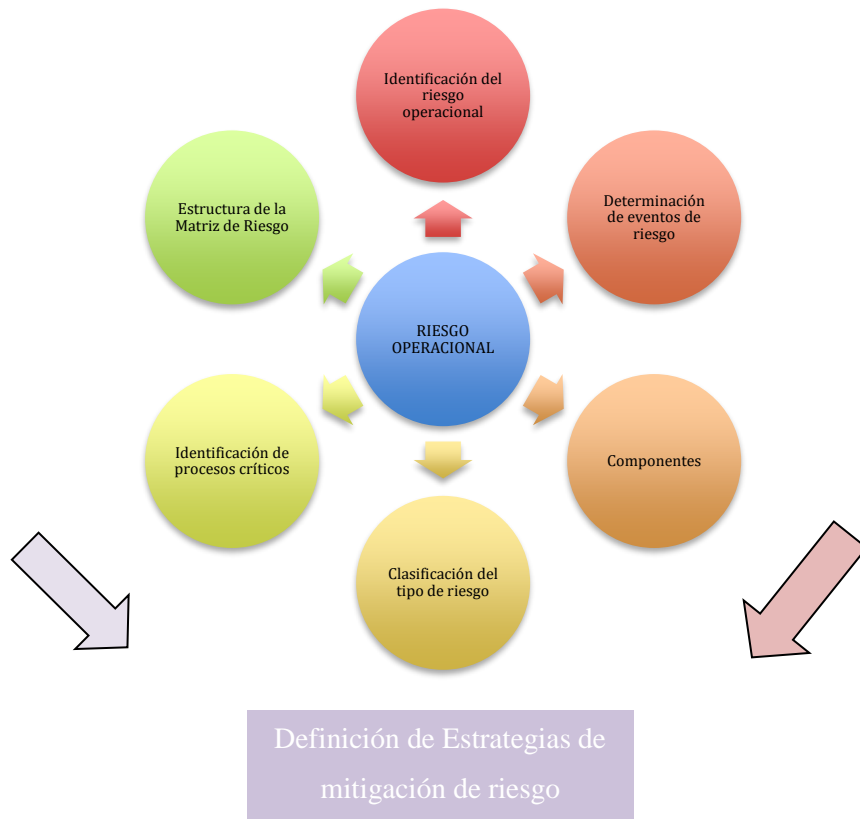 Identificación del
riesgo
operacional
Determinación
de eventos de
riesgo
Componentes
Clasificación del
tipo de riesgo
Identificación de
procesos críticos
Estructura de la
Matriz de Riesgo
RIESGO
OPERACIONAL
Definición de Estrategias de
mitigación de riesgo